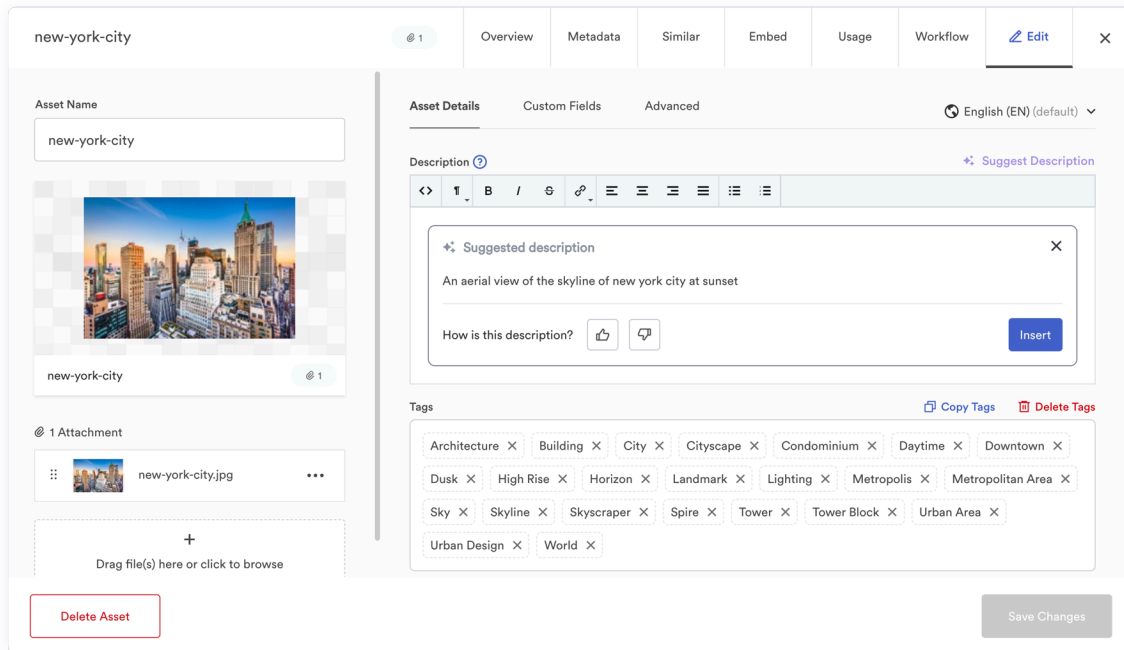 new-york-city
1
Overview
Metadata
Similar
Embed
Usage
Workflow
Edit
Asset Name
new-york-city
new-york-city
1
1 Attachment
new-york-city.jpg
Drag file(s) here or click to browse
Asset Details
Custom Fields
Advanced
English (EN) (default)
Description
Suggest Description
B I S
Suggested description
An aerial view of the skyline of new york city at sunset
How is this description?
Insert
Tags
Copy Tags
Delete Tags
Architecture Building City Cityscape Condominium Daytime Downtown
Dusk High Rise Horizon Landmark Lighting Metropolis Metropolitan Area
Sky Skyline Skyscraper Spire Tower Tower Block Urban Area
Urban Design World
Delete Asset
Save Changes